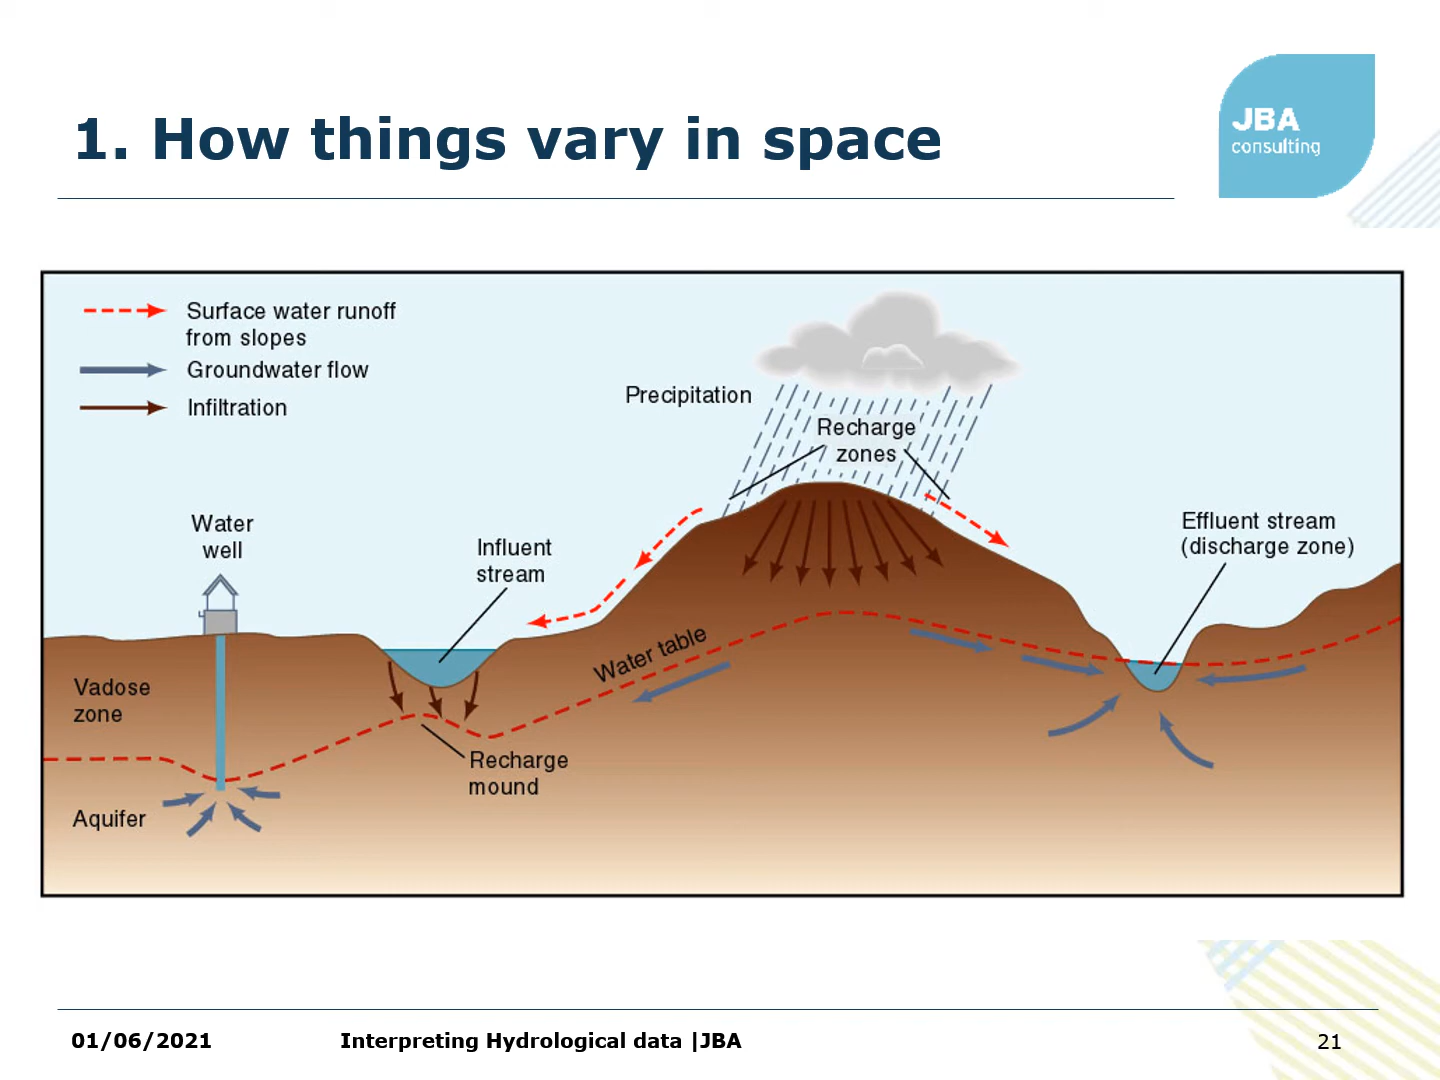 1. How things vary in space
JBA
consulting
Surface water runoff
from slopes
Groundwater flow
Infiltration
Precipitation
Recharge
zones
Water
well
Influent
stream
Effluent stream
(discharge zone)
Water table
Vadose
zone
Recharge
mound
Aquifer
01/06/2021
Interpreting Hydrological data |JBA
21